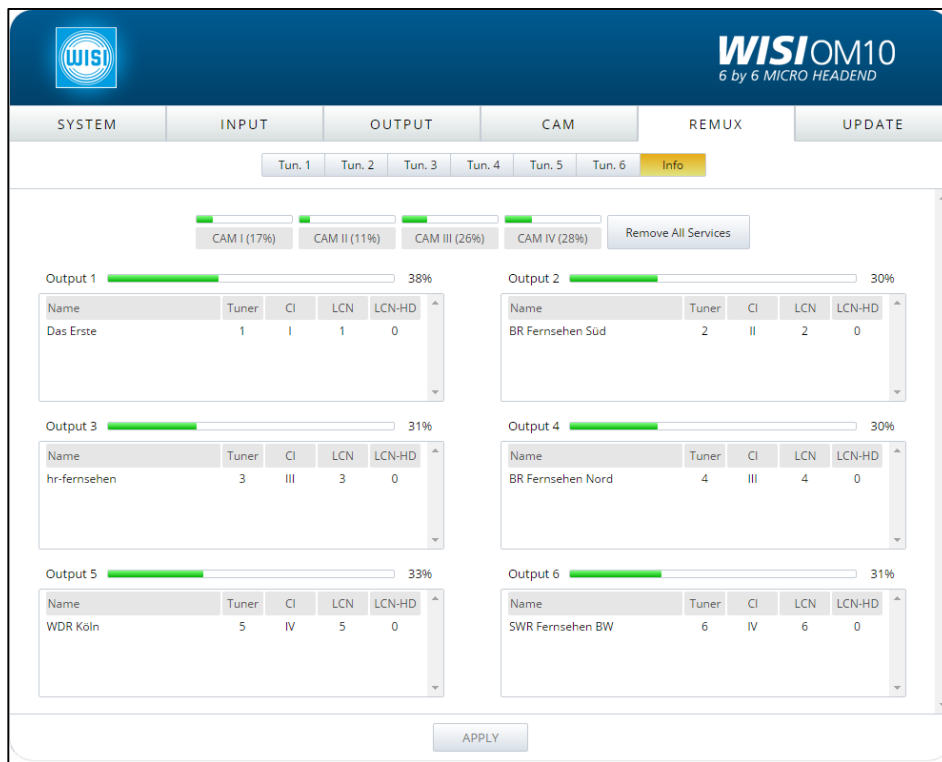 WISI
WISI OM10
6 by 6 MICRO HEADEND
SYSTEM INPUT OUTPUT CAM REMUX UPDATE
Tun. 1 Tun. 2 Tun. 3 Tun. 4 Tun. 5 Tun. 6 Info
CAM I (17%) CAM II (11%) CAM III (26%) CAM IV (28%) Remove All Services
Output 1 38%
Name Tuner CI LCN LCN-HD
Das Erste 1 I 1 0
Output 2 30%
Name Tuner CI LCN LCN-HD
BR Fernsehen Süd 2 II 2 0
Output 3 31%
Name Tuner CI LCN LCN-HD
hr-fernsehen 3 III 3 0
Output 4 30%
Name Tuner CI LCN LCN-HD
BR Fernsehen Nord 4 III 4 0
Output 5 33%
Name Tuner CI LCN LCN-HD
WDR Köln 5 IV 5 0
Output 6 31%
Name Tuner CI LCN LCN-HD
SWR Fernsehen BW 6 IV 6 0
APPLY